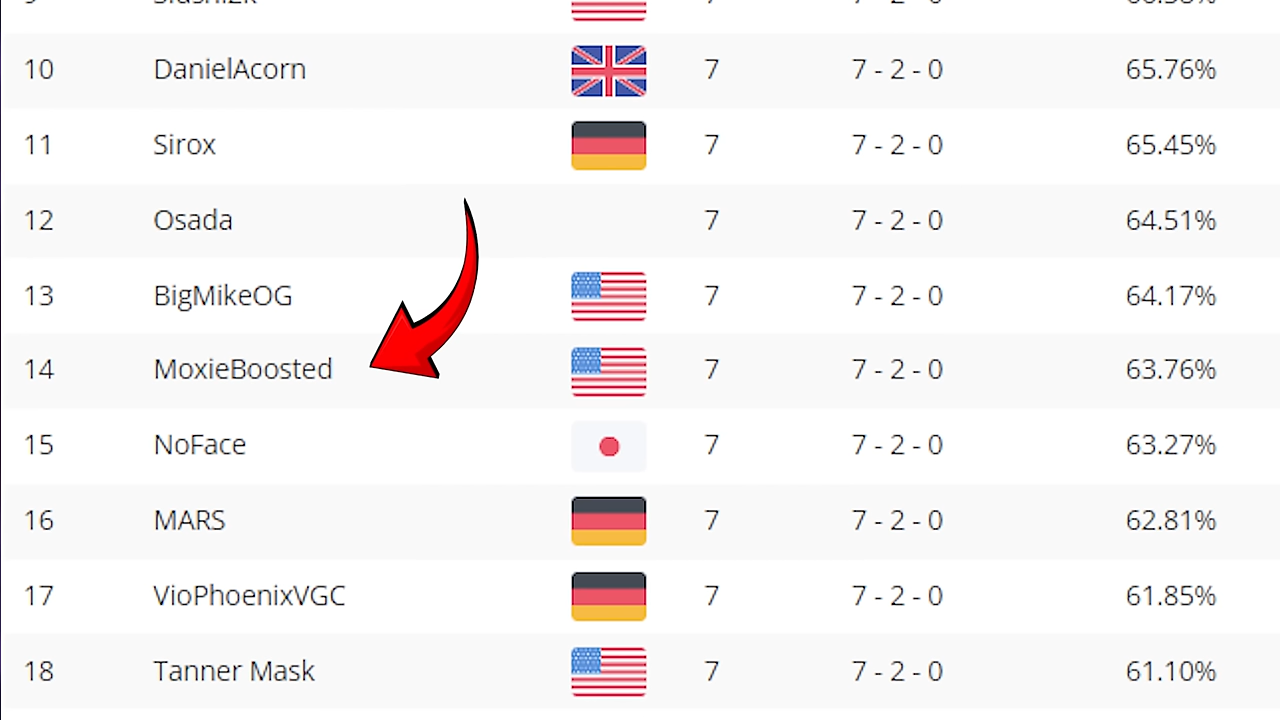 10 DanielAcorn 7 7 - 2 - 0 65.76%
11 Sirox 7 7 - 2 - 0 65.45%
12 Osada 7 7 - 2 - 0 64.51%
13 BigMikeOG 7 7 - 2 - 0 64.17%
14 MoxieBoosted 7 7 - 2 - 0 63.76%
15 NoFace 7 7 - 2 - 0 63.27%
16 MARS 7 7 - 2 - 0 62.81%
17 VioPhoenixVGC 7 7 - 2 - 0 61.85%
18 Tanner Mask 7 7 - 2 - 0 61.10%